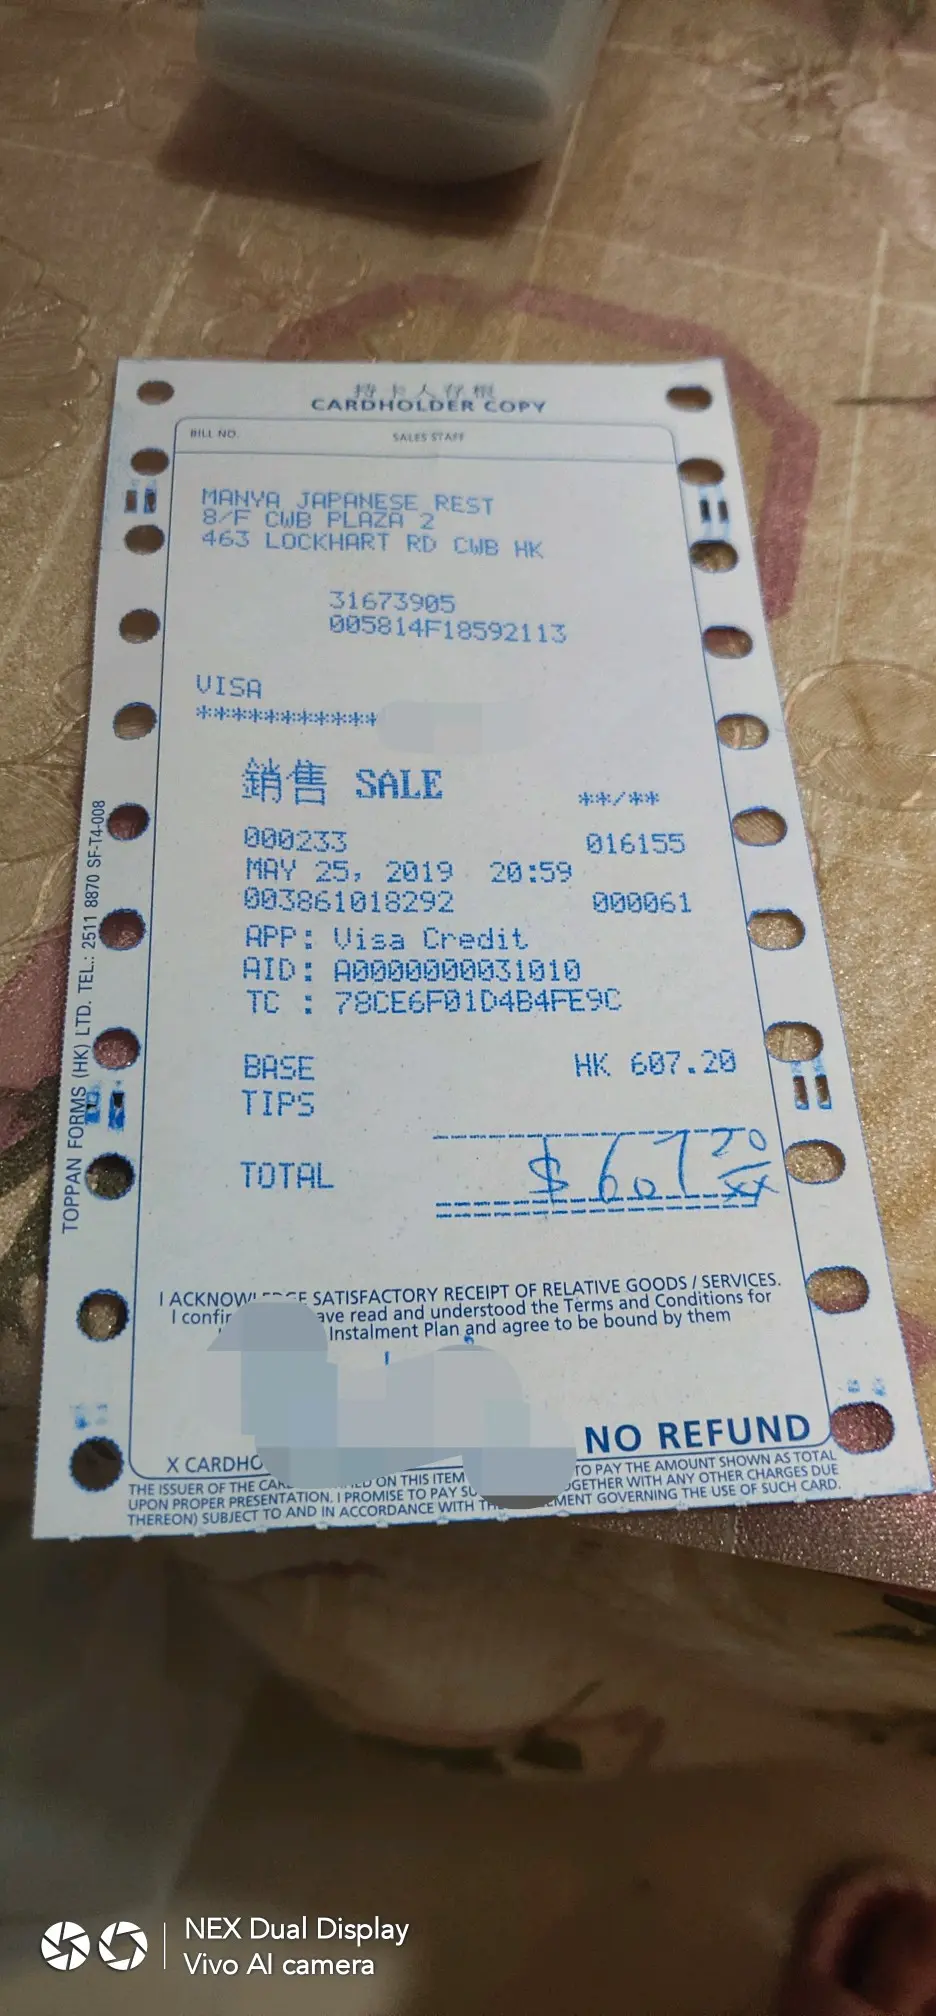 持卡人存根
CARDHOLDER COPY
BILL NO. SALES STAFF
MANYA JAPANESE REST
8/F CWB PLAZA 2
463 LOCKHART RD CWB HK
31673905
005814F18592113
VISA
***********
銷售 SALE
**/**
000233 016155
MAY 25, 2019 20:59
003861018292 000061
APP: Visa Credit
AID: A0000000031010
TC : 78CE6F01D4B4FE9C
BASE HK 607.20
TIPS
TOTAL $607 20/xx
I ACKNOWLEDGE SATISFACTORY RECEIPT OF RELATIVE GOODS / SERVICES.
I confir ave read and understood the Terms and Conditions for
Instalment Plan and agree to be bound by them
NO REFUND
X CARDHO
THE ISSUER OF THE CAR ON THIS ITEM TO PAY THE AMOUNT SHOWN AS TOTAL
UPON PROPER PRESENTATION. I PROMISE TO PAY SU OGETHER WITH ANY OTHER CHARGES DUE
THEREON) SUBJECT TO AND IN ACCORDANCE WITH TH EMENT GOVERNING THE USE OF SUCH CARD.
TOPPAN FORMS (HK) LTD. TEL.: 2511 8870 SF-T4-008
NEX Dual Display
Vivo AI camera